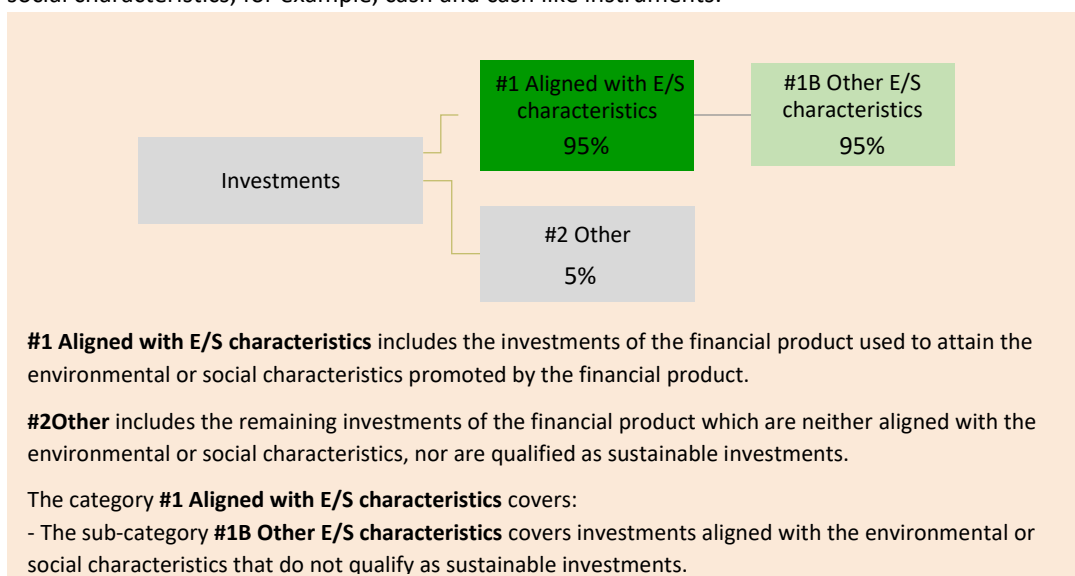 social characteristics, for example, cash and cash-like instruments.
#1 Aligned with E/S
characteristics
95%
#1B Other E/S
characteristics
95%
Investments
#2 Other
5%
#1 Aligned with E/S characteristics includes the investments of the financial product used to attain the
environmental or social characteristics promoted by the financial product.
#2Other includes the remaining investments of the financial product which are neither aligned with the
environmental or social characteristics, nor are qualified as sustainable investments.
The category #1 Aligned with E/S characteristics covers:
- The sub-category #1B Other E/S characteristics covers investments aligned with the environmental or
social characteristics that do not qualify as sustainable investments.